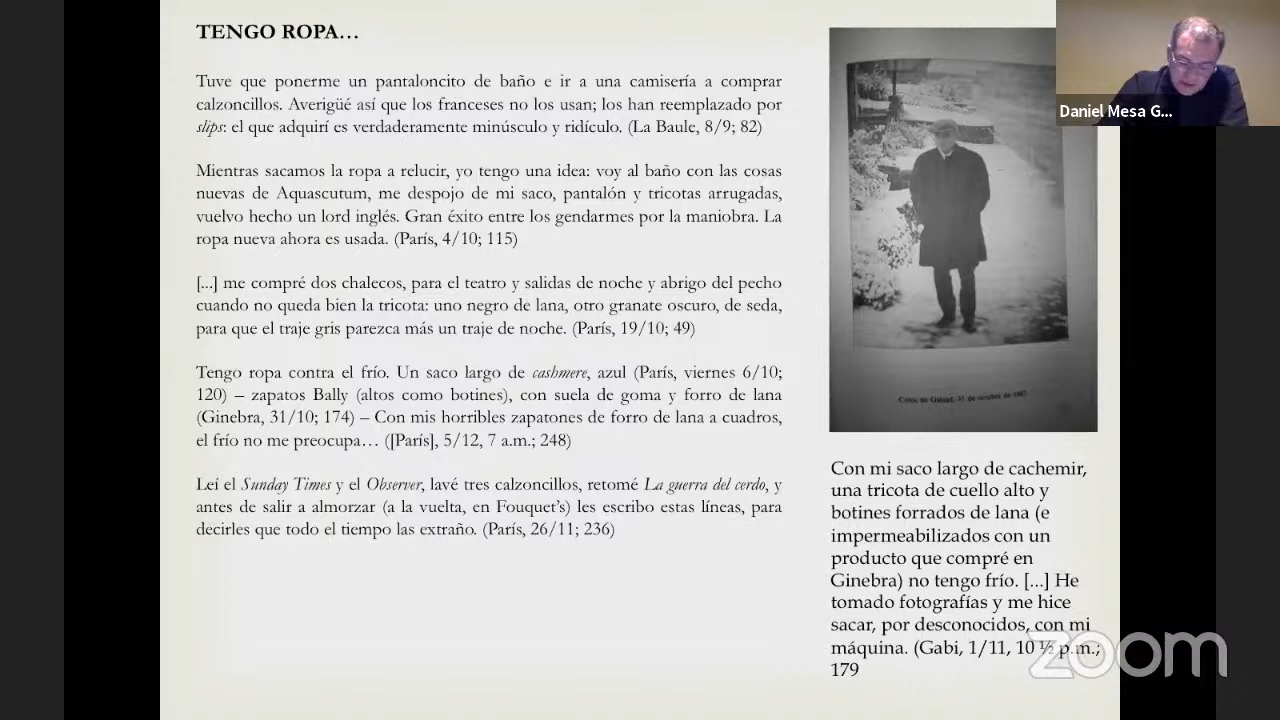 TENGO ROPA…
Tuve que ponerme un pantaloncito de baño e ir a una camisería a comprar
calzoncillos. Averigüé así que los franceses no los usan; los han reemplazado por
slips: el que adquirí es verdaderamente minúsculo y ridículo. (La Baule, 8/9; 82)
Mientras sacamos la ropa a relucir, yo tengo una idea: voy al baño con las cosas
nuevas de Aquascutum, me despojo de mi saco, pantalón y tricotas arrugadas,
vuelvo hecho un lord inglés. Gran éxito entre los gendarmes por la maniobra. La
ropa nueva ahora es usada. (París, 4/10; 115)
[...] me compré dos chalecos, para el teatro y salidas de noche y abrigo del pecho
cuando no queda bien la tricota: uno negro de lana, otro granate oscuro, de seda,
para que el traje gris parezca más un traje de noche. (París, 19/10; 49)
Tengo ropa contra el frío. Un saco largo de cashmere, azul (París, viernes 6/10;
120) – zapatos Bally (altos como botines), con suela de goma y forro de lana
(Ginebra, 31/10; 174) – Con mis horribles zapatones de forro de lana a cuadros,
el frío no me preocupa… ([París], 5/12, 7 a.m.; 248)
Leí el Sunday Times y el Observer, lavé tres calzoncillos, retomé La guerra del cerdo, y
antes de salir a almorzar (a la vuelta, en Fouquet’s) les escribo estas líneas, para
decirles que todo el tiempo las extraño. (París, 26/11; 236)
Daniel Mesa G...
de octubre de 1967
Con mi saco largo de cachemir,
una tricota de cuello alto y
botines forrados de lana (e
impermeabilizados con un
producto que compré en
Ginebra) no tengo frío. [...] He
tomado fotografías y me hice
sacar, por desconocidos, con mi
máquina. (Gabi, 1/11, 10 ½ p.m.;
179
zoom